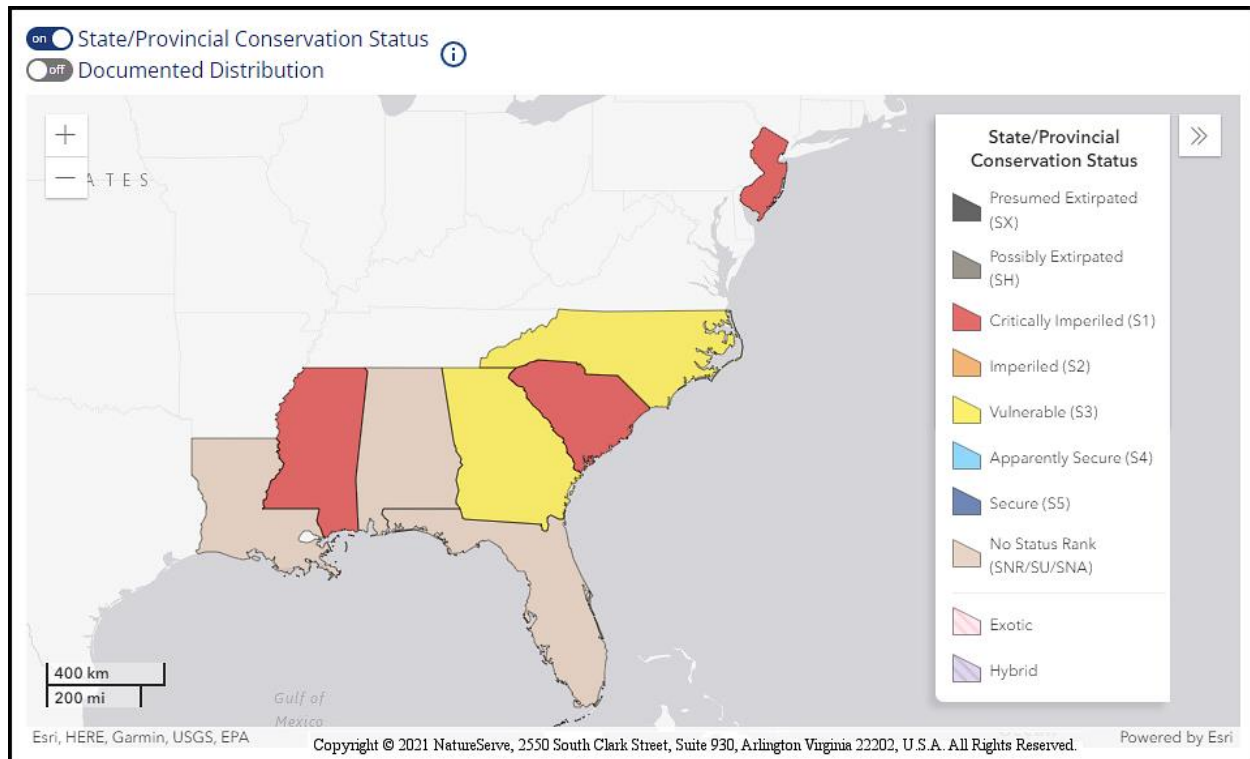 on State/Provincial Conservation Status
off Documented Distribution
ATES
State/Provincial
Conservation Status
Presumed Extirpated
(SX)
Possibly Extirpated
(SH)
Critically Imperiled (S1)
Imperiled (S2)
Vulnerable (S3)
Apparently Secure (S4)
Secure (S5)
No Status Rank
(SNR/SU/SNA)
Exotic
Hybrid
400 km
200 mi
Gulf of
Mexico
Esri, HERE, Garmin, USGS, EPA
Copyright © 2021 NatureServe, 2550 South Clark Street, Suite 930, Arlington Virginia 22202, U.S.A. All Rights Reserved.
Powered by Esri